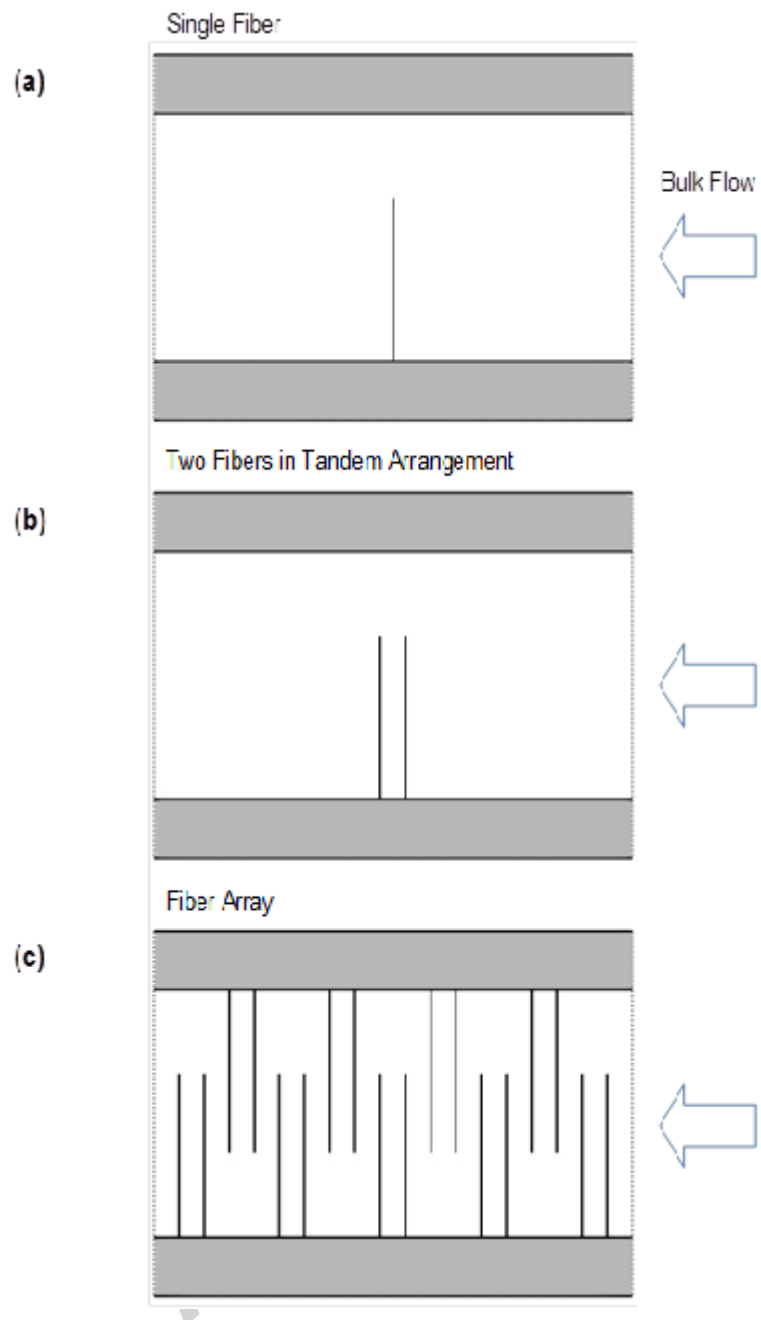 Single Fiber
(a)
Bulk Flow
Two Fibers in Tandem Arrangement
(b)
Fiber Array
(c)